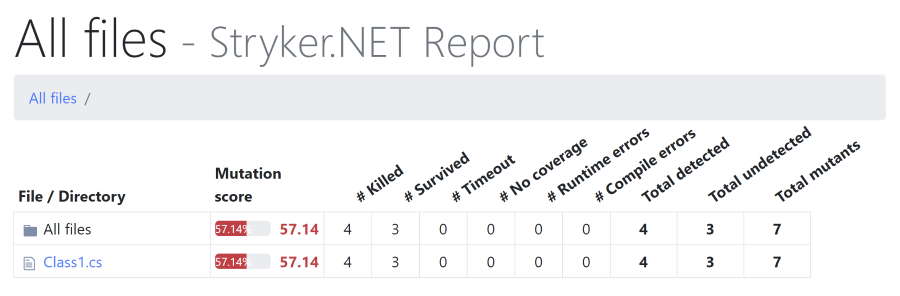 All files - Stryker.NET Report
All files /
File / Directory Mutation score # Killed # Survived # Timeout # No coverage # Runtime errors # Compile errors Total detected Total undetected Total mutants
All files 57.14% 57.14 4 3 0 0 0 0 4 3 7
Class1.cs 57.14% 57.14 4 3 0 0 0 0 4 3 7